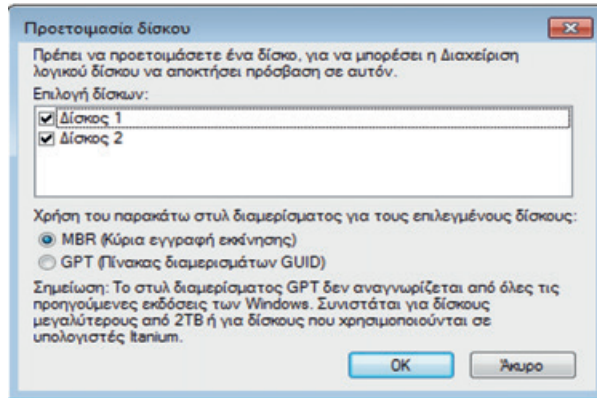 Προετοιμασία δίσκου
Πρέπει να προετοιμάσετε ένα δίσκο, για να μπορέσει η Διαχείριση
λογικού δίσκου να αποκτήσει πρόσβαση σε αυτόν.
Επιλογή δίσκων:
Δίσκος 1
Δίσκος 2
Χρήση του παρακάτω στυλ διαμερίσματος για τους επιλεγμένους δίσκους:
MBR (Κύρια εγγραφή εκκίνησης)
GPT (Πίνακας διαμερισμάτων GUID)
Σημείωση: Το στυλ διαμερίσματος GPT δεν αναγνωρίζεται από όλες τις
προηγούμενες εκδόσεις των Windows. Συνιστάται για δίσκους
μεγαλύτερους από 2TB ή για δίσκους που χρησιμοποιούνται σε
υπολογιστές Itanium.
OK Άκυρο